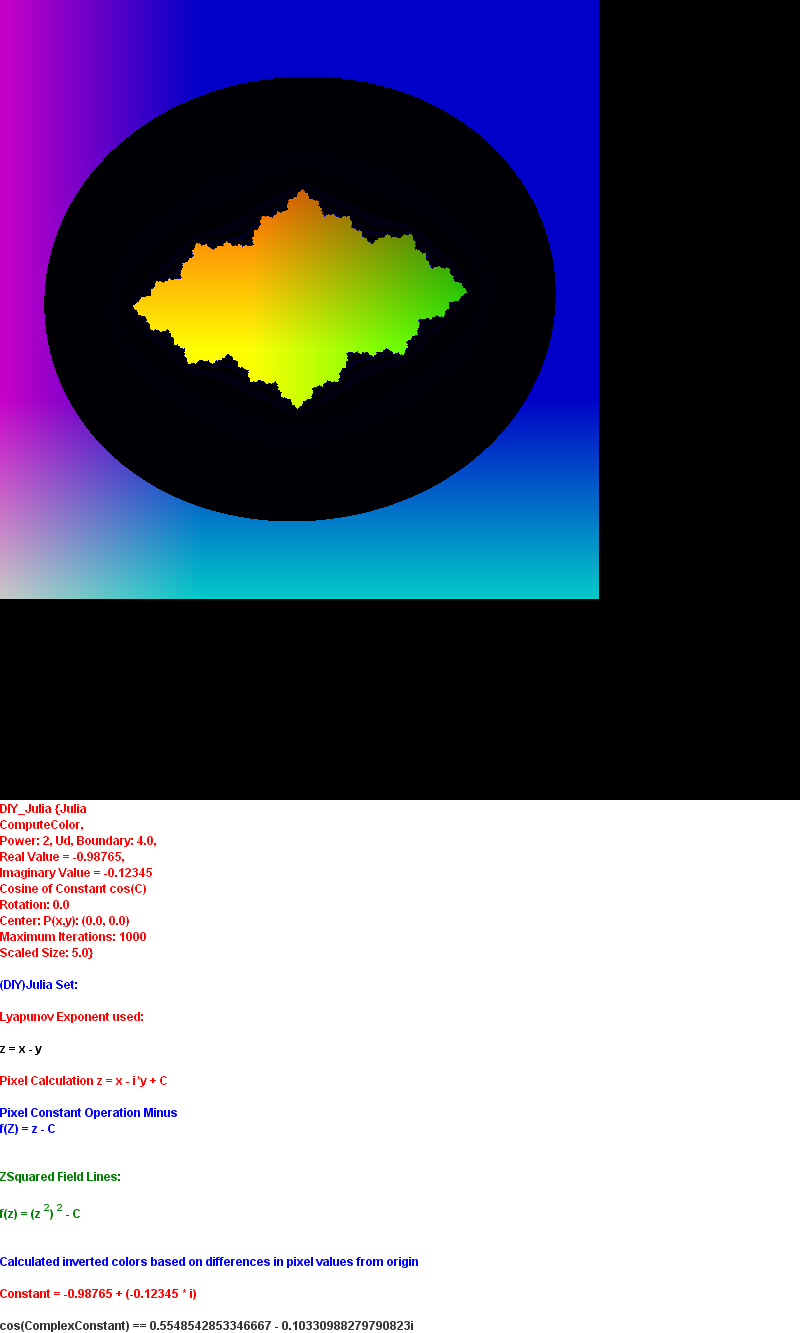 DIY_Julia {Julia
ComputeColor,
Power: 2, Ud, Boundary: 4.0,
Real Value = -0.98765,
Imaginary Value = -0.12345
Cosine of Constant cos(C)
Rotation: 0.0
Center: P(x,y): (0.0, 0.0)
Maximum Iterations: 1000
Scaled Size: 5.0}
(DIY)Julia Set:
Lyapunov Exponent used:
z = x - y
Pixel Calculation z = x - i*y + C
Pixel Constant Operation Minus
f(Z) = z - C
ZSquared Field Lines:
f(z) = (z ²) ² - C
Calculated inverted colors based on differences in pixel values from origin
Constant = -0.98765 + (-0.12345 * i)
cos(ComplexConstant) == 0.5548542853346667 - 0.10330988279790823i